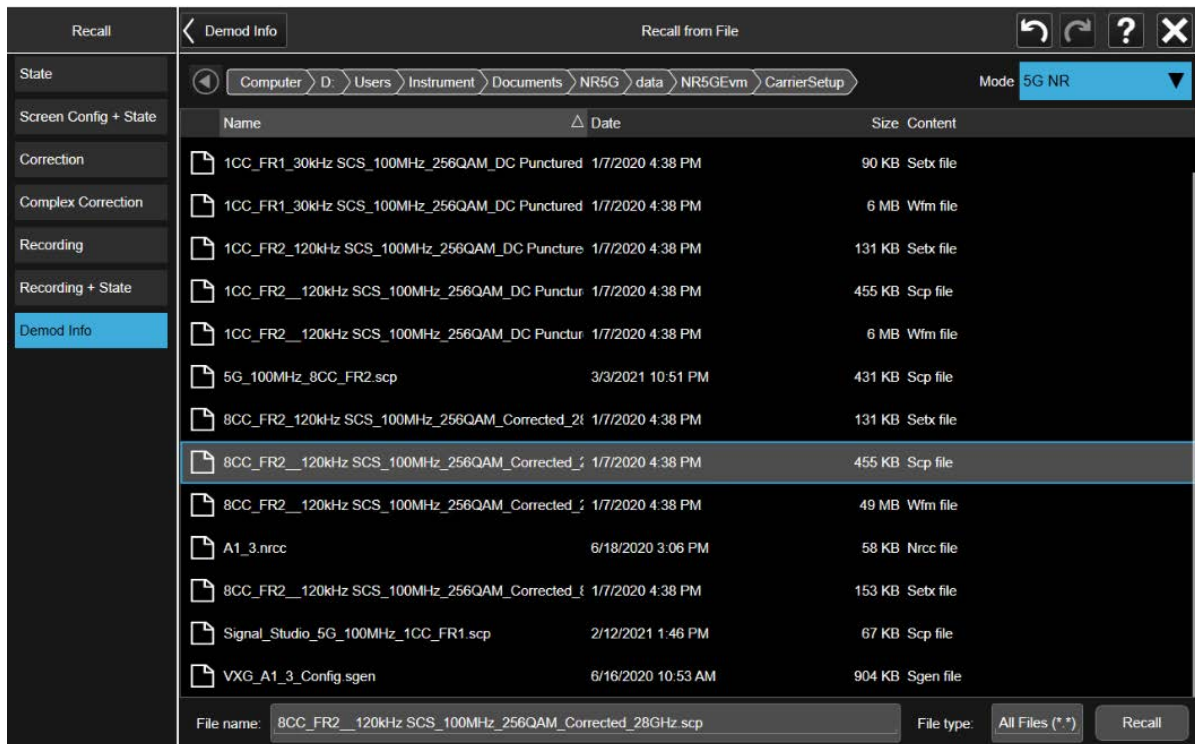 Recall
Demod Info
Recall from File
?
State
Screen Config + State
Correction
Complex Correction
Recording
Recording + State
Demod Info
Computer D: Users Instrument Documents NR5G data NR5GEvm CarrierSetup
Mode 5G NR
Name Date Size Content
1CC_FR1_30kHz SCS_100MHz_256QAM_DC Punctured 1/7/2020 4:38 PM 90 KB Setx file
1CC_FR1_30kHz SCS_100MHz_256QAM_DC Punctured 1/7/2020 4:38 PM 6 MB Wfm file
1CC_FR2_120kHz SCS_100MHz_256QAM_DC Puncture 1/7/2020 4:38 PM 131 KB Setx file
1CC_FR2__120kHz SCS_100MHz_256QAM_DC Punctur 1/7/2020 4:38 PM 455 KB Scp file
1CC_FR2__120kHz SCS_100MHz_256QAM_DC Punctur 1/7/2020 4:38 PM 6 MB Wfm file
5G_100MHz_8CC_FR2.scp 3/3/2021 10:51 PM 431 KB Scp file
8CC_FR2_120kHz SCS_100MHz_256QAM_Corrected_28 1/7/2020 4:38 PM 131 KB Setx file
8CC_FR2__120kHz SCS_100MHz_256QAM_Corrected_2 1/7/2020 4:38 PM 455 KB Scp file
8CC_FR2__120kHz SCS_100MHz_256QAM_Corrected_2 1/7/2020 4:38 PM 49 MB Wfm file
A1_3.nrcc 6/18/2020 3:06 PM 58 KB Nrcc file
8CC_FR2__120kHz SCS_100MHz_256QAM_Corrected_ 1/7/2020 4:38 PM 153 KB Setx file
Signal_Studio_5G_100MHz_1CC_FR1.scp 2/12/2021 1:46 PM 67 KB Scp file
VXG_A1_3_Config.sgen 6/16/2020 10:53 AM 904 KB Sgen file
File name: 8CC_FR2__120kHz SCS_100MHz_256QAM_Corrected_28GHz.scp File type: All Files (*.*) Recall